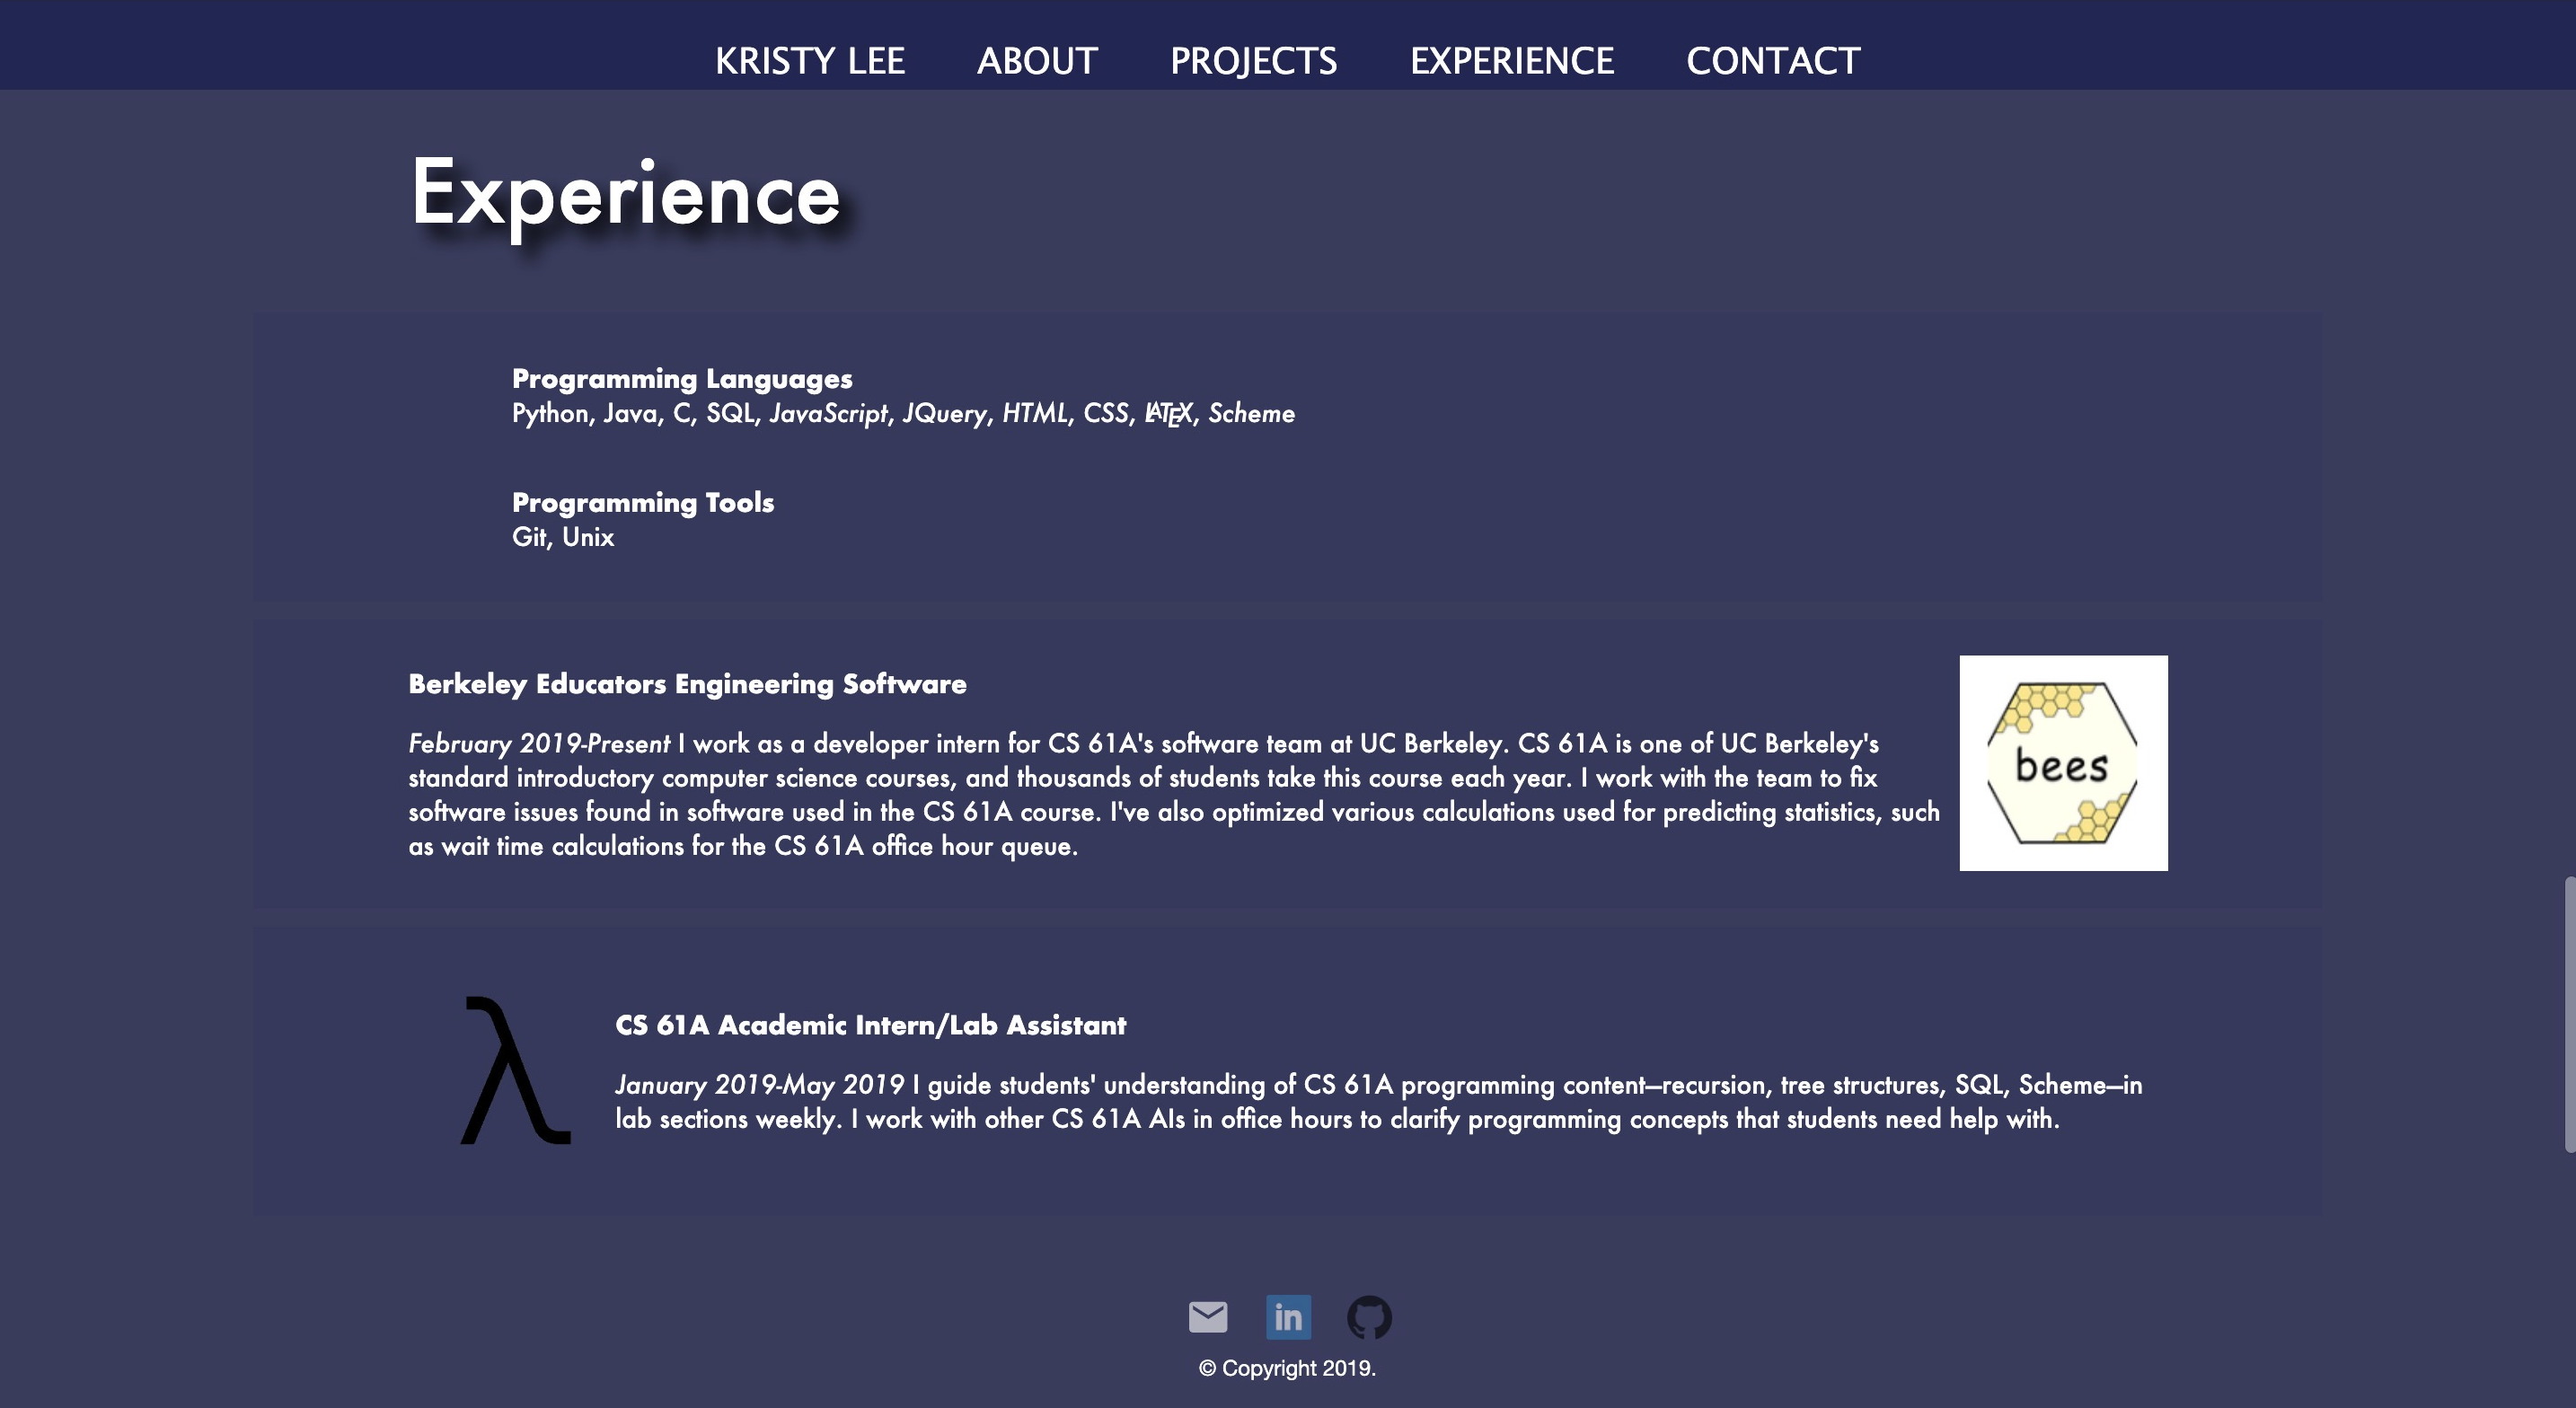 KRISTY LEE ABOUT PROJECTS EXPERIENCE CONTACT
Experience
Programming Languages
Python, Java, C, SQL, JavaScript, JQuery, HTML, CSS, LATEX, Scheme
Programming Tools
Git, Unix
Berkeley Educators Engineering Software
February 2019-Present I work as a developer intern for CS 61A's software team at UC Berkeley. CS 61A is one of UC Berkeley's
standard introductory computer science courses, and thousands of students take this course each year. I work with the team to fix
software issues found in software used in the CS 61A course. I've also optimized various calculations used for predicting statistics, such
as wait time calculations for the CS 61A office hour queue.
bees
λ
CS 61A Academic Intern/Lab Assistant
January 2019-May 2019 I guide students' understanding of CS 61A programming content—recursion, tree structures, SQL, Scheme—in
lab sections weekly. I work with other CS 61A AIs in office hours to clarify programming concepts that students need help with.
in
© Copyright 2019.